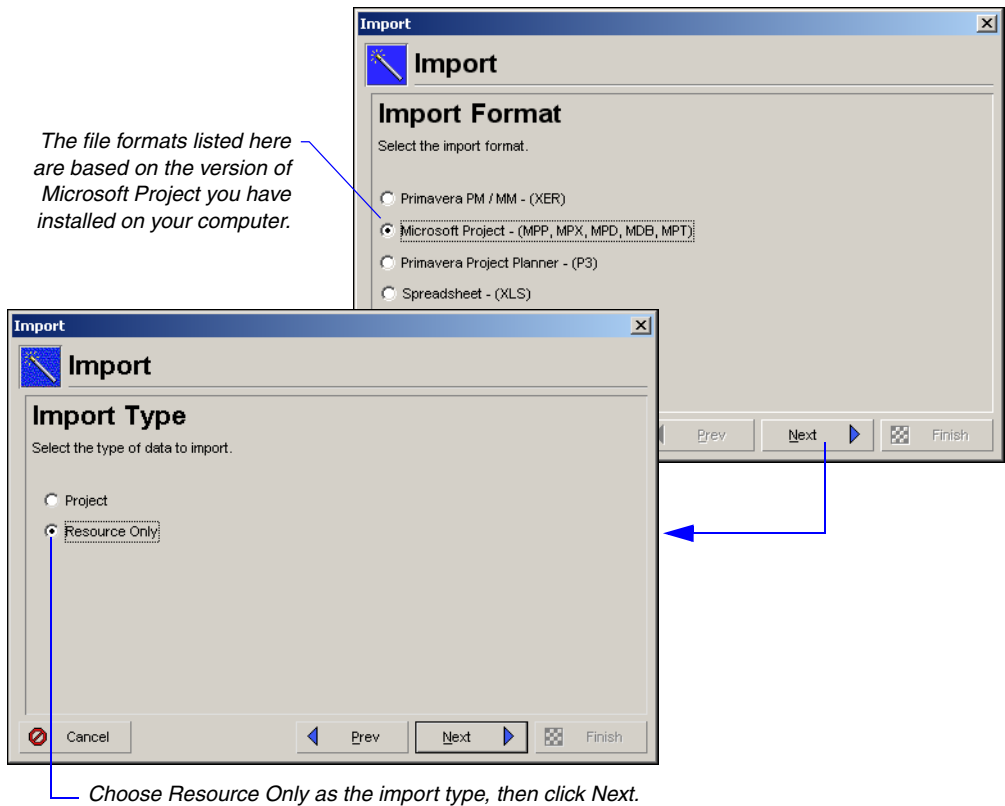 Import
Import
Import Format
Select the import format.
The file formats listed here
are based on the version of
Microsoft Project you have
installed on your computer.
Primavera PM / MM - (XER)
Microsoft Project - (MPP, MPX, MPD, MDB, MPT)
Primavera Project Planner - (P3)
Spreadsheet - (XLS)
Prev
Next
Finish
Import
Import
Import Type
Select the type of data to import.
Project
Resource Only
Cancel
Prev
Next
Finish
Choose Resource Only as the import type, then click Next.